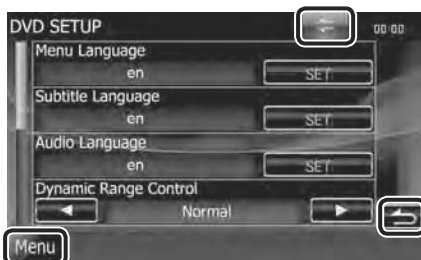 DVD SETUP 00:00
Menu Language
en SET
Subtitle Language
en SET
Audio Language
en SET
Dynamic Range Control
Normal
Menu